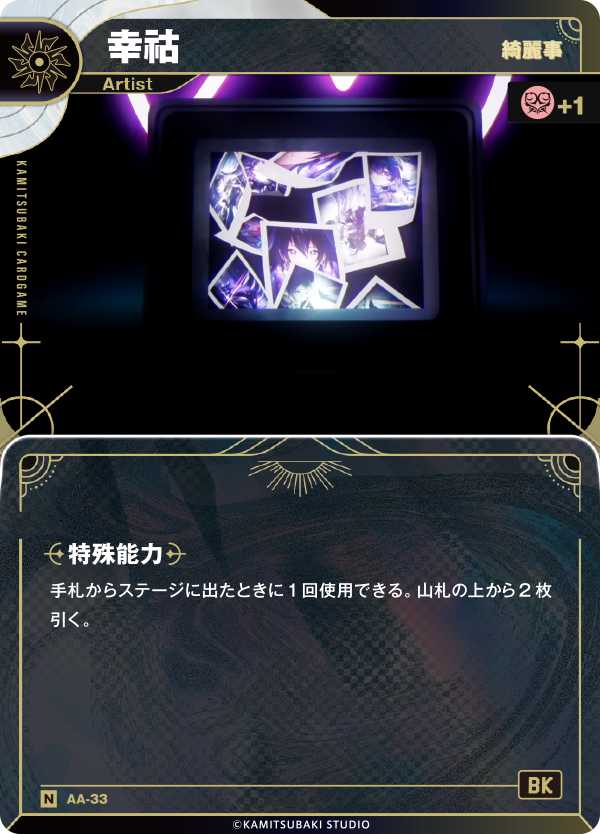 幸祜
綺麗事
Artist
+1
KAMITSUBAKI CARDGAME
特殊能力
手札からステージに出たときに1回使用できる。山札の上から2枚
引く。
BK
N AA-33
©KAMITSUBAKI STUDIO